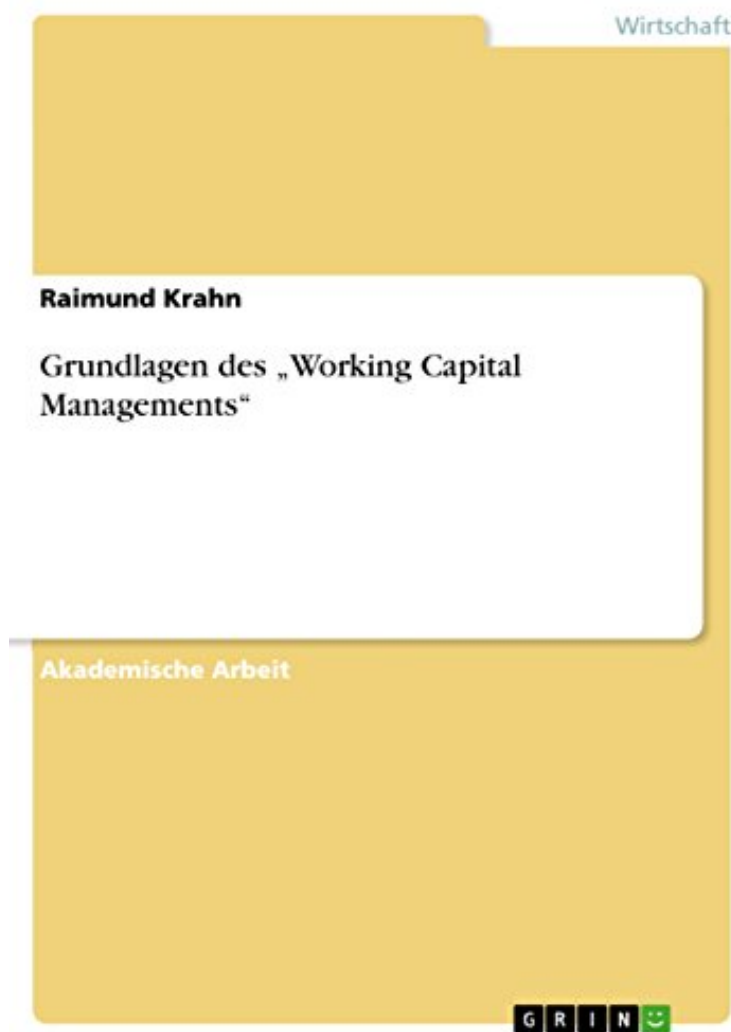 Wirtschaft
Raimund Krahn
Grundlagen des „Working Capital
Managements“
Akademische Arbeit
GRIN